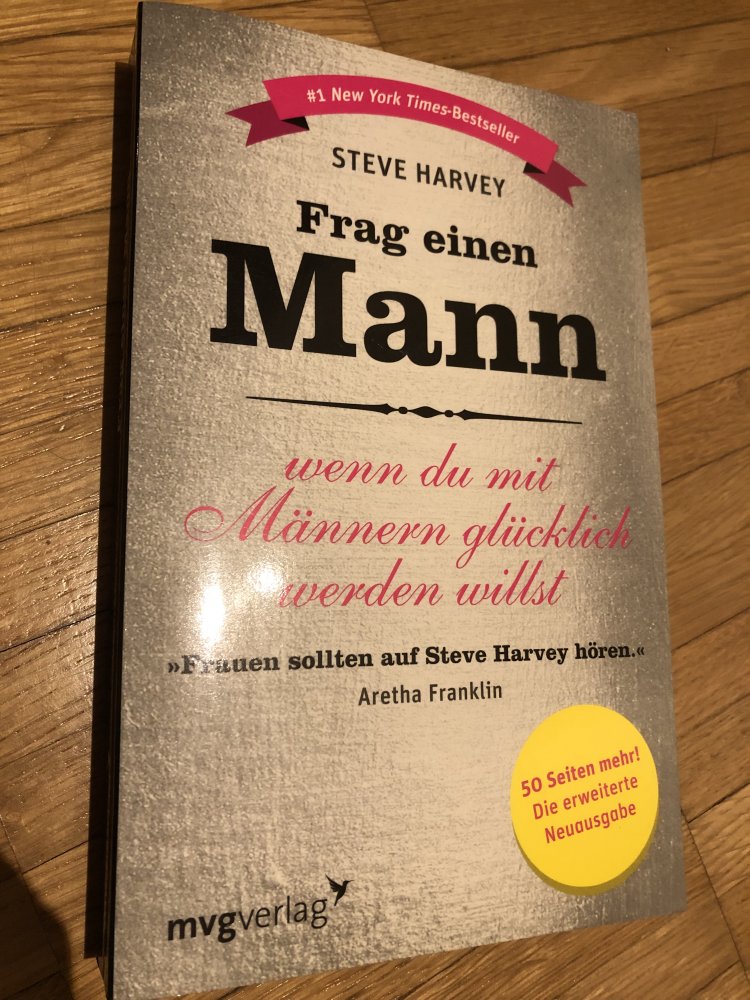 #1 New York Times-Bestseller
STEVE HARVEY
Frag einen
Mann
wenn du mit
Männern glücklich
werden willst
»Frauen sollten auf Steve Harvey hören.«
Aretha Franklin
50 Seiten mehr!
Die erweiterte
Neuausgabe
mvgverlag